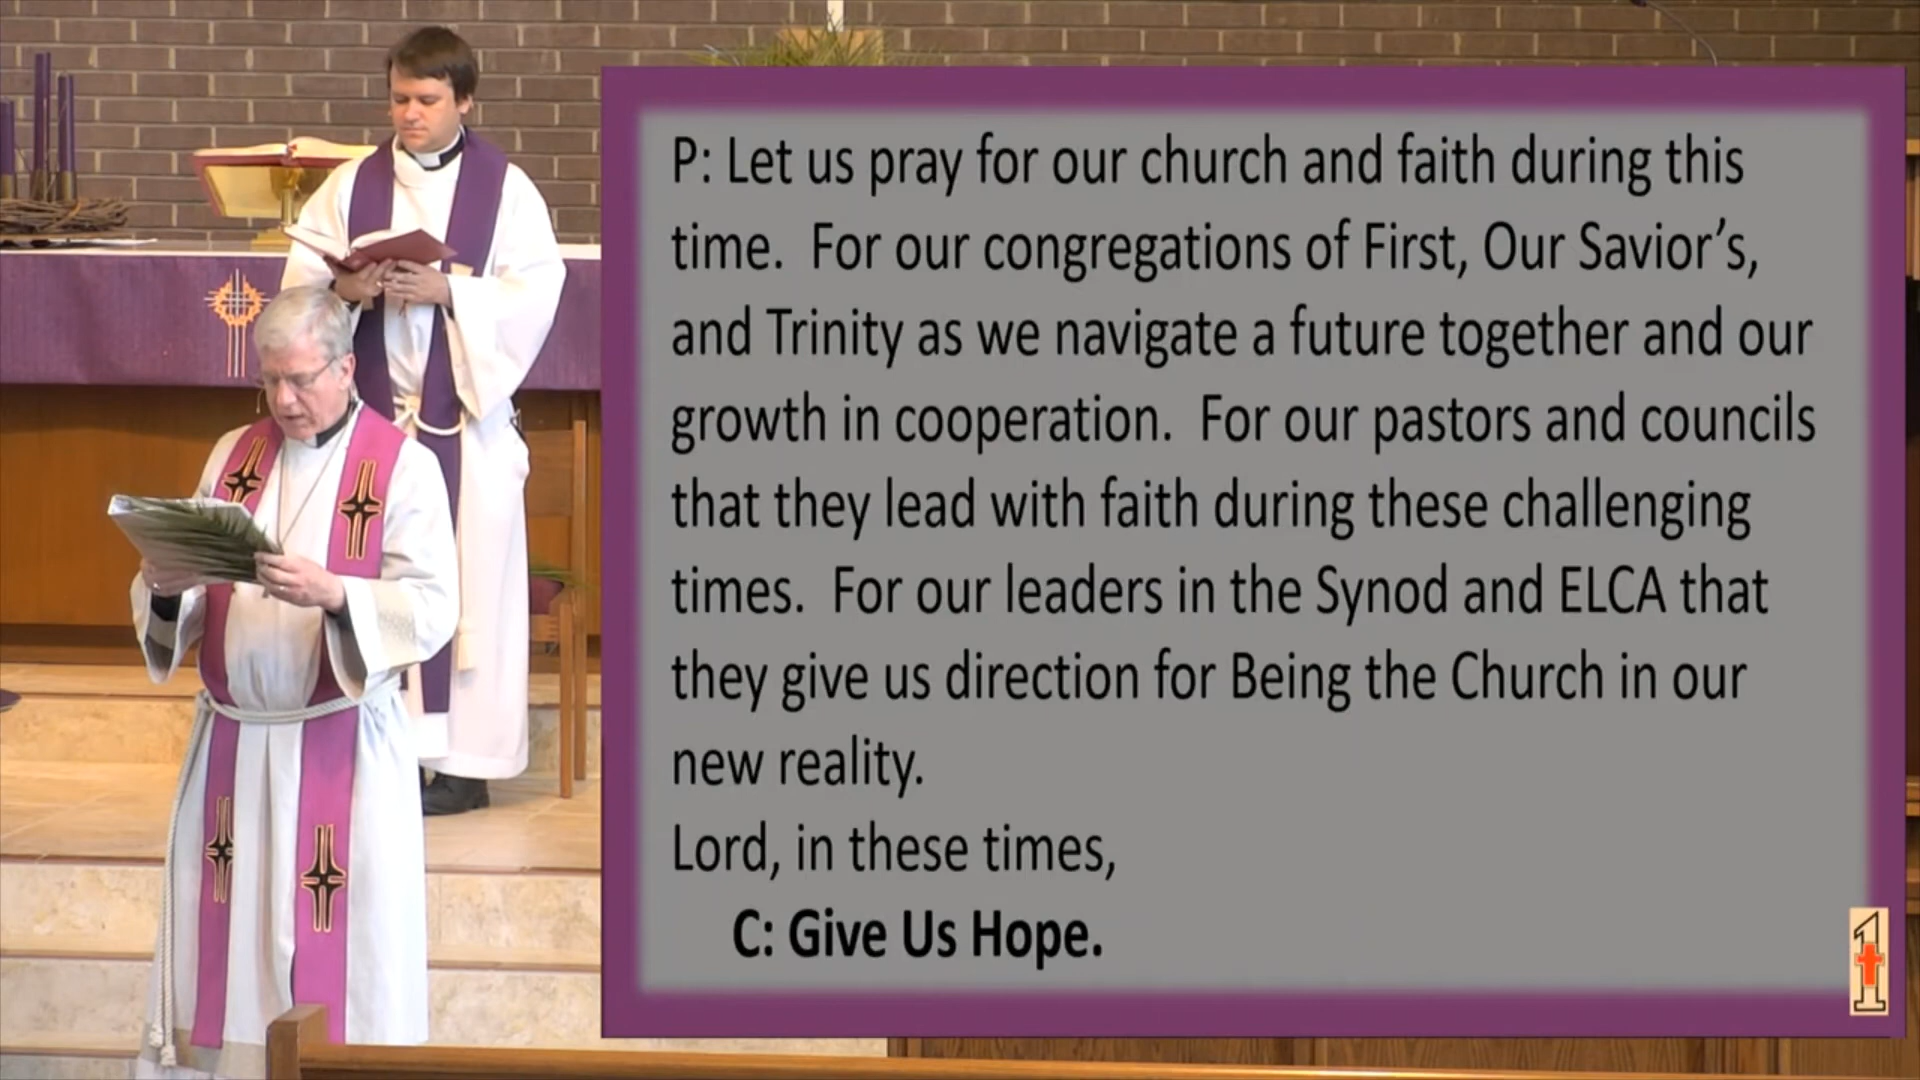 P: Let us pray for our church and faith during this
time.  For our congregations of First, Our Savior’s,
and Trinity as we navigate a future together and our
growth in cooperation.  For our pastors and councils
that they lead with faith during these challenging
times.  For our leaders in the Synod and ELCA that
they give us direction for Being the Church in our
new reality.
Lord, in these times,
C: Give Us Hope.
1